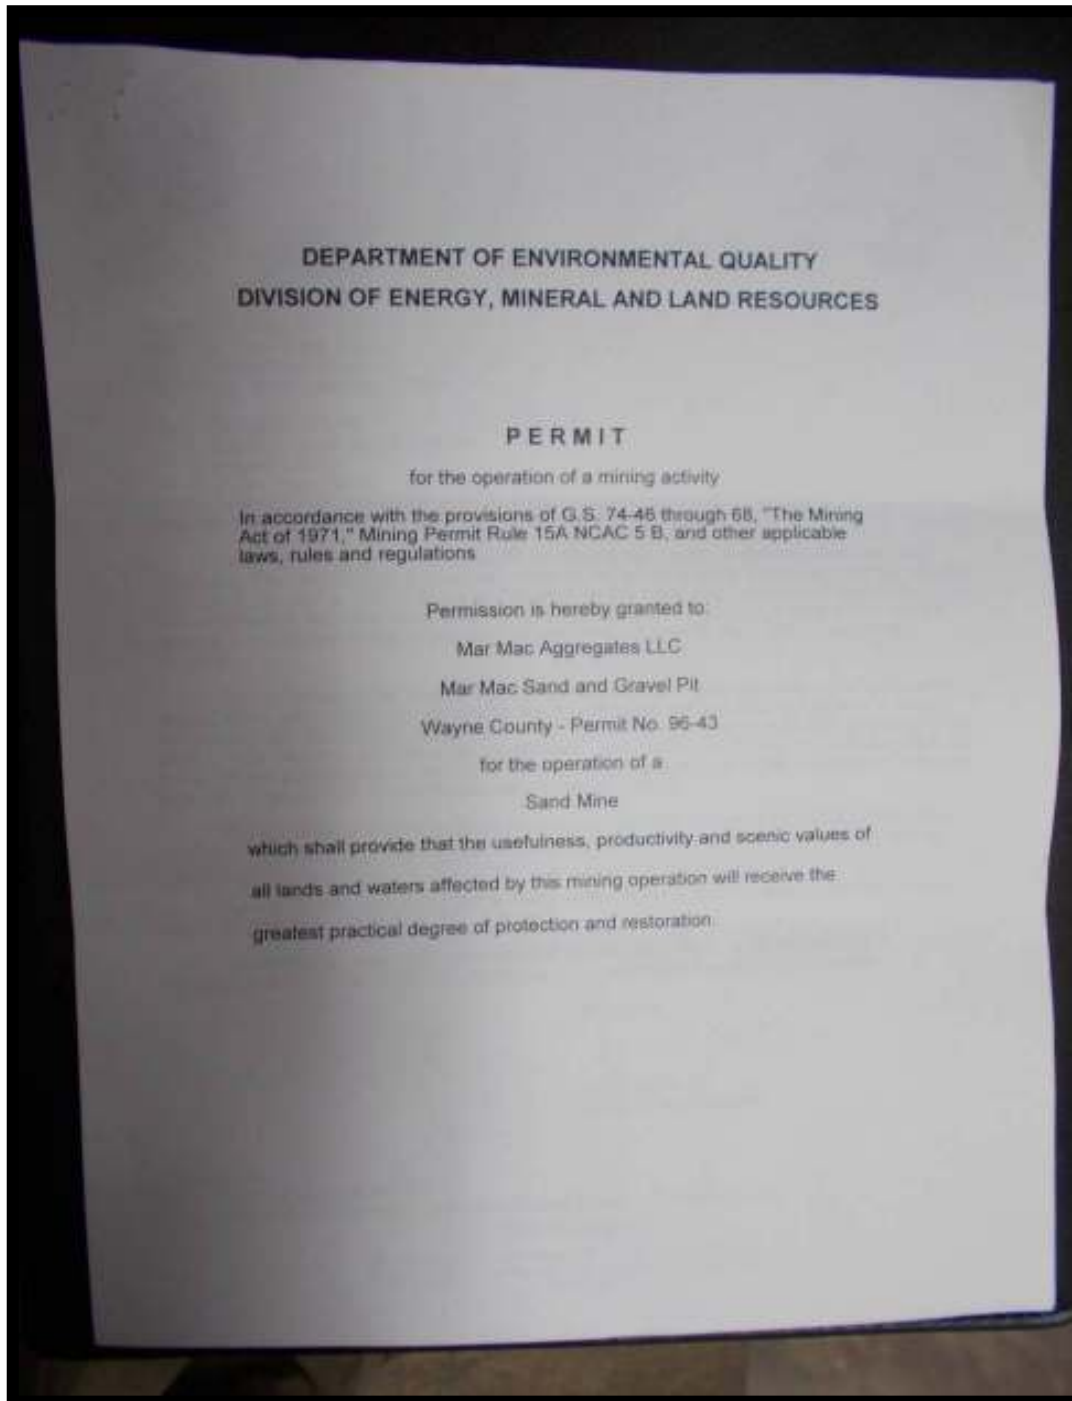 DEPARTMENT OF ENVIRONMENTAL QUALITY
DIVISION OF ENERGY, MINERAL AND LAND RESOURCES
PERMIT
for the operation of a mining activity
In accordance with the provisions of G.S. 74-46 through 68, "The Mining
Act of 1971," Mining Permit Rule 15A NCAC 5 B, and other applicable
laws, rules and regulations
Permission is hereby granted to:
Mar Mac Aggregates LLC
Mar Mac Sand and Gravel Pit
Wayne County - Permit No. 96-43
for the operation of a
Sand Mine
which shall provide that the usefulness, productivity and scenic values of
all lands and waters affected by this mining operation will receive the
greatest practical degree of protection and restoration.